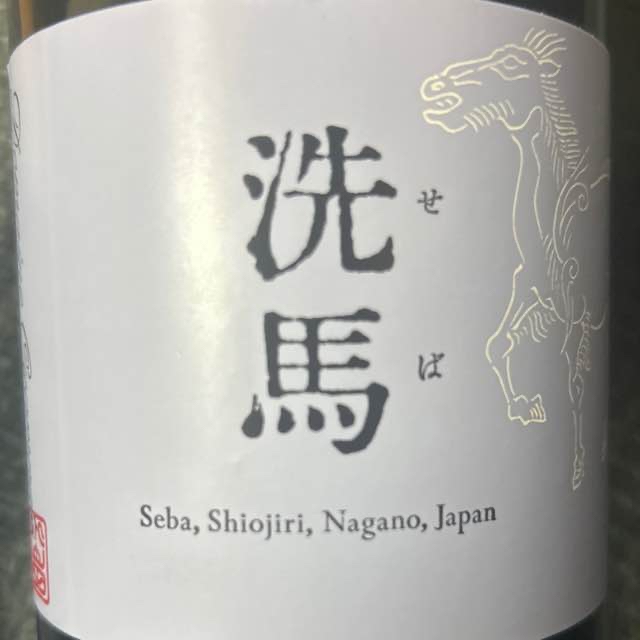 洗馬
せば
Seba, Shiojiri, Nagano, Japan